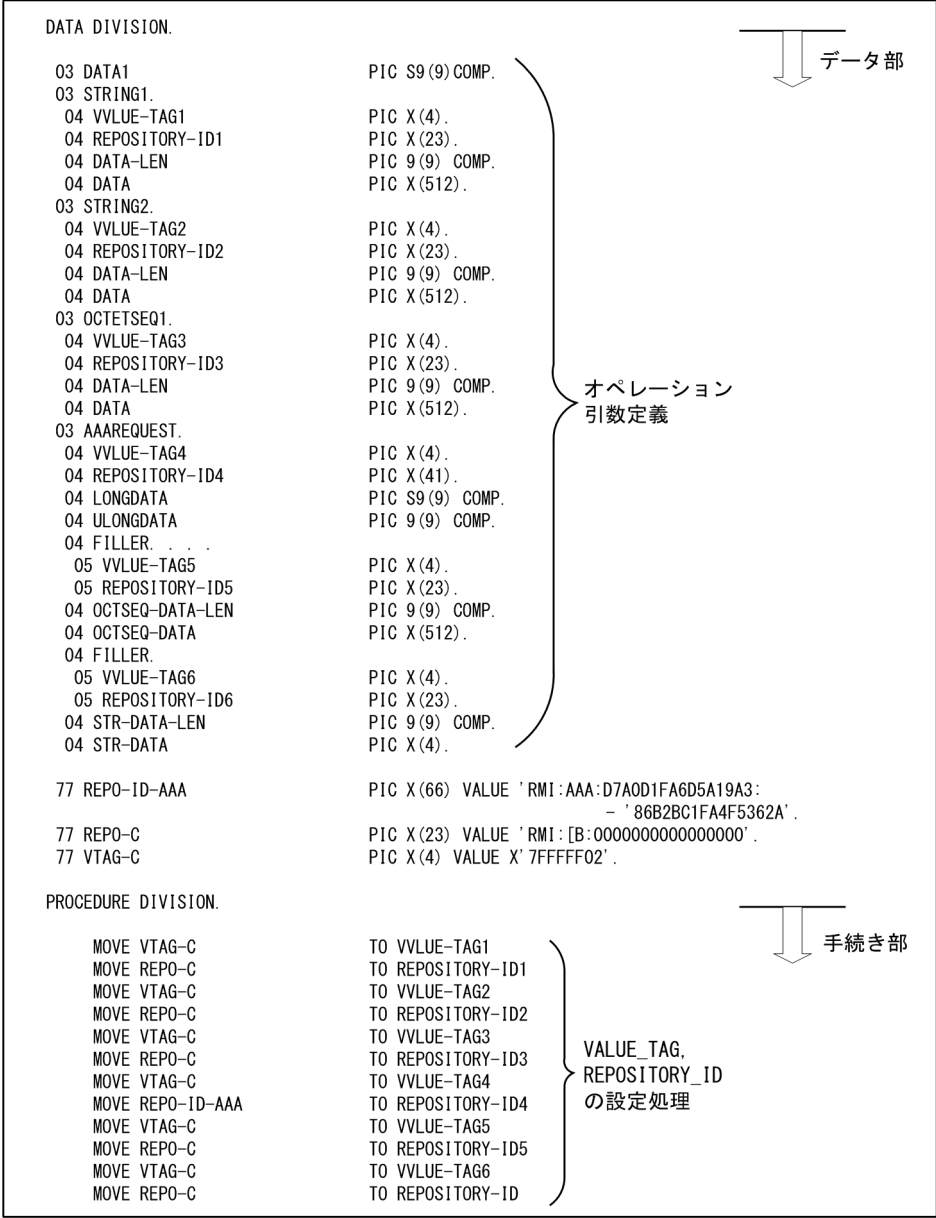 DATA DIVISION.
データ部
03 DATA1 PIC S9(9)COMP.
03 STRING1.
04 VVLUE-TAG1 PIC X(4).
04 REPOSITORY-ID1 PIC X(23).
04 DATA-LEN PIC 9(9) COMP.
04 DATA PIC X(512).
03 STRING2.
04 VVLUE-TAG2 PIC X(4).
04 REPOSITORY-ID2 PIC X(23).
04 DATA-LEN PIC 9(9) COMP.
04 DATA PIC X(512).
03 OCTETSEQ1.
04 VVLUE-TAG3 PIC X(4).
04 REPOSITORY-ID3 PIC X(23).
04 DATA-LEN PIC 9(9) COMP.
04 DATA PIC X(512).
オペレーション
引数定義
03 AAAREQUEST.
04 VVLUE-TAG4 PIC X(4).
04 REPOSITORY-ID4 PIC X(41).
04 LONGDATA PIC S9(9) COMP.
04 ULONGDATA PIC 9(9) COMP.
04 FILLER. . . .
05 VVLUE-TAG5 PIC X(4).
05 REPOSITORY-ID5 PIC X(23).
04 OCTSEQ-DATA-LEN PIC 9(9) COMP.
04 OCTSEQ-DATA PIC X(512).
04 FILLER.
05 VVLUE-TAG6 PIC X(4).
05 REPOSITORY-ID6 PIC X(23).
04 STR-DATA-LEN PIC 9(9) COMP.
04 STR-DATA PIC X(4).
77 REPO-ID-AAA PIC X(66) VALUE 'RMI:AAA:D7A0D1FA6D5A19A3:
- '86B2BC1FA4F5362A'.
77 REPO-C PIC X(23) VALUE 'RMI:[B:0000000000000000'.
77 VTAG-C PIC X(4) VALUE X'7FFFFF02'.
PROCEDURE DIVISION.
手続き部
MOVE VTAG-C TO VVLUE-TAG1
MOVE REPO-C TO REPOSITORY-ID1
MOVE VTAG-C TO VVLUE-TAG2
MOVE REPO-C TO REPOSITORY-ID2
MOVE VTAG-C TO VVLUE-TAG3
MOVE REPO-C TO REPOSITORY-ID3
MOVE VTAG-C TO VVLUE-TAG4
MOVE REPO-ID-AAA TO REPOSITORY-ID4
MOVE VTAG-C TO VVLUE-TAG5
MOVE REPO-C TO REPOSITORY-ID5
MOVE VTAG-C TO VVLUE-TAG6
MOVE REPO-C TO REPOSITORY-ID
VALUE_TAG,
REPOSITORY_ID
の設定処理